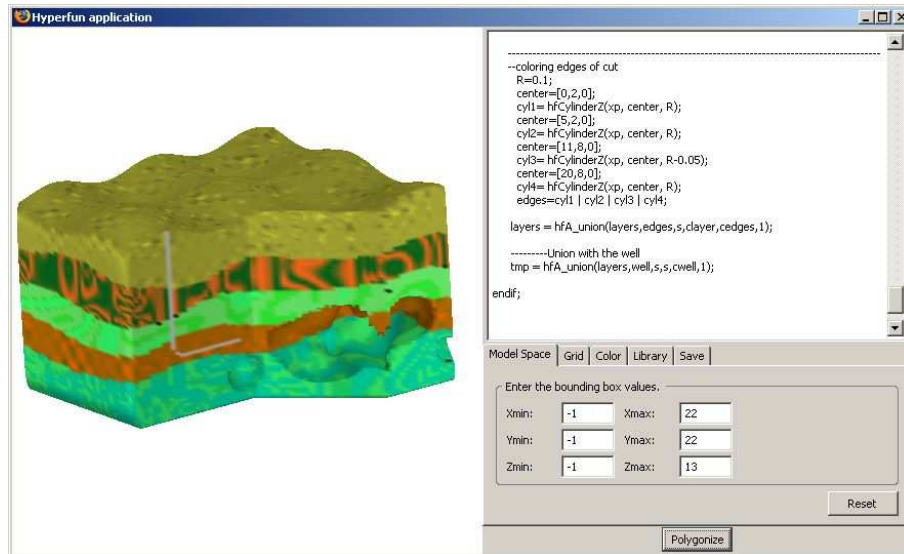 Hyperfun application
--------------------------------------------------------------------------------
--coloring edges of cut
R=0.1;
center=[0,2,0];
cyl1= hfCylinderZ(xp, center, R);
center=[5,2,0];
cyl2= hfCylinderZ(xp, center, R);
center=[11,8,0];
cyl3= hfCylinderZ(xp, center, R-0.05);
center=[20,8,0];
cyl4= hfCylinderZ(xp, center, R);
edges=cyl1 | cyl2 | cyl3 | cyl4;
layers = hfA_union(layers,edges,s,clayer,cedges,1);
---------Union with the well
tmp = hfA_union(layers,well,s,s,cwell,1);
endif;
Model Space Grid Color Library Save
Enter the bounding box values.
Xmin: -1 Xmax: 22
Ymin: -1 Ymax: 22
Zmin: -1 Zmax: 13
Reset
Polygonize